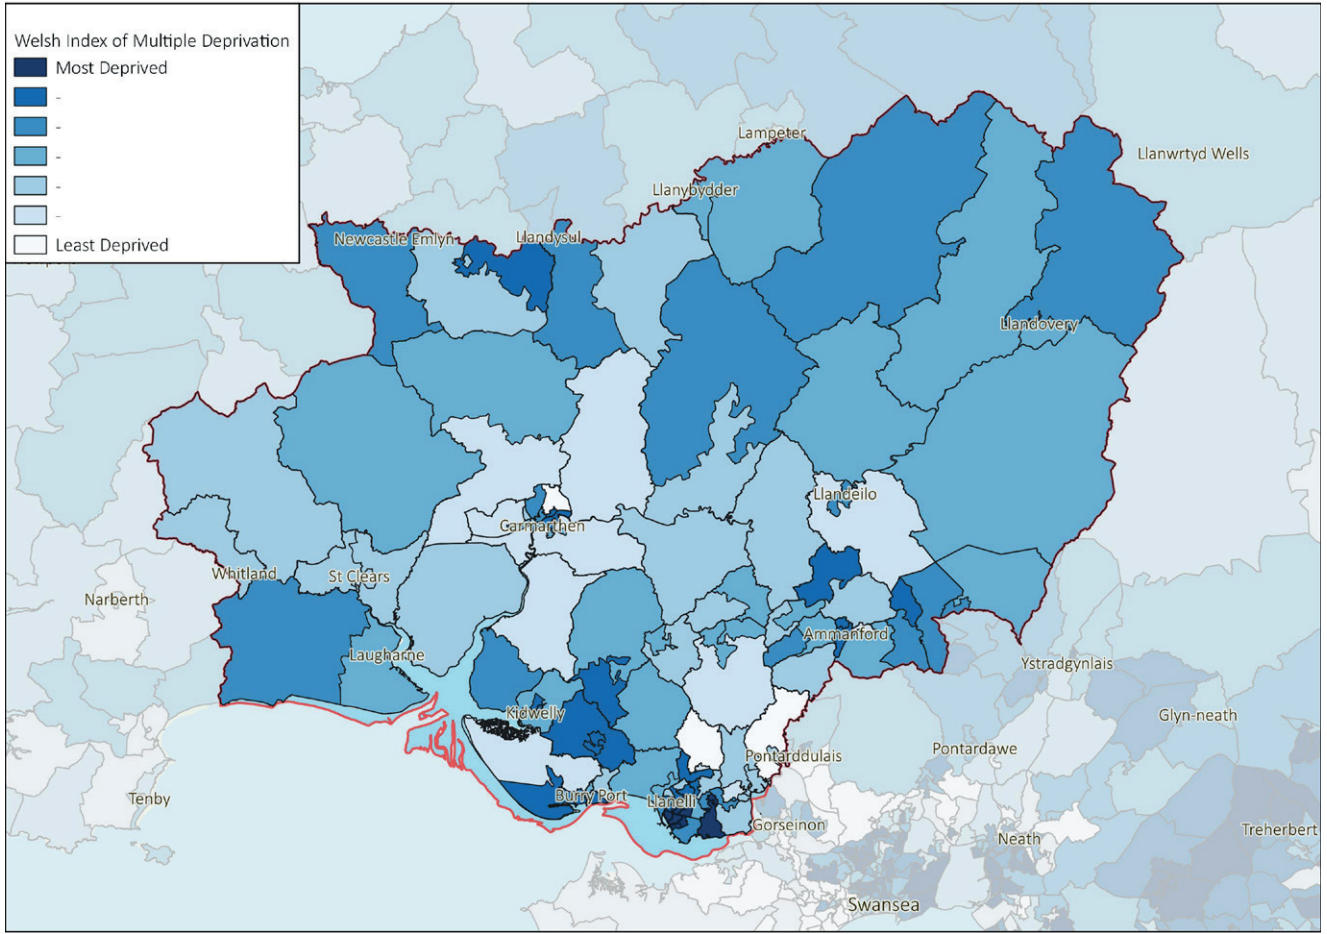 Welsh Index of Multiple Deprivation
Most Deprived
-
-
-
-
-
Least Deprived
Lampeter
Llanwrtyd Wells
Llanybydder
Newcastle Emlyn
Llandysul
Llandovery
Llandeilo
Carmarthen
Whitland
St Clears
Narberth
Ammanford
Laugharne
Ystradgynlais
Kidwelly
Glyn-neath
Pontardawe
Pontarddulais
Tenby
Burry Port
Llanelli
Gorseinon
Treherbert
Neath
Swansea